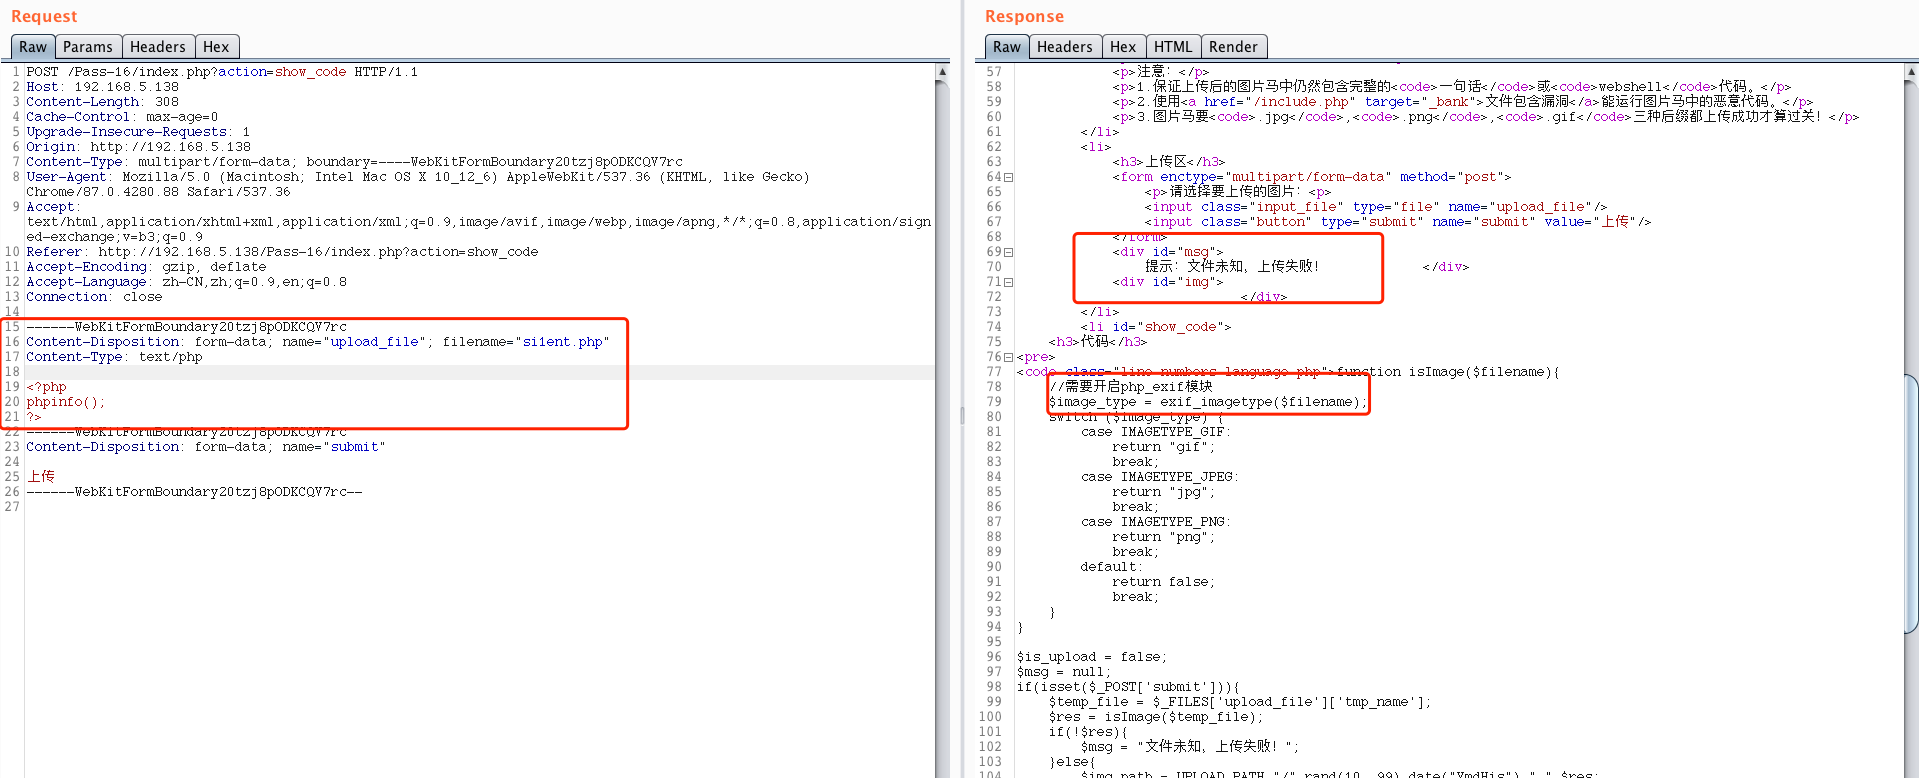 Request
Raw Params Headers Hex
1 POST /Pass-16/index.php?action=show_code HTTP/1.1
2 Host: 192.168.5.138
3 Content-Length: 308
4 Cache-Control: max-age=0
5 Upgrade-Insecure-Requests: 1
6 Origin: http://192.168.5.138
7 Content-Type: multipart/form-data; boundary=----WebKitFormBoundary20tzj8pODKCQV7rc
8 User-Agent: Mozilla/5.0 (Macintosh; Intel Mac OS X 10_12_6) AppleWebKit/537.36 (KHTML, like Gecko)
Chrome/87.0.4280.88 Safari/537.36
9 Accept:
text/html,application/xhtml+xml,application/xml;q=0.9,image/avif,image/webp,image/apng,*/*;q=0.8,application/sign
ed-exchange;v=b3;q=0.9
10 Referer: http://192.168.5.138/Pass-16/index.php?action=show_code
11 Accept-Encoding: gzip, deflate
12 Accept-Language: zh-CN,zh;q=0.9,en;q=0.8
13 Connection: close
14
15 ------WebKitFormBoundary20tzj8pODKCQV7rc
16 Content-Disposition: form-data; name="upload_file"; filename="si1ent.php"
17 Content-Type: text/php
18
19 <?php
20 phpinfo();
21 ?>
22 ------WebKitFormBoundary20tzj8pODKCQV7rc
23 Content-Disposition: form-data; name="submit"
24
25 上传
26 ------WebKitFormBoundary20tzj8pODKCQV7rc--
27
Response
Raw Headers Hex HTML Render
57 <p>注意：</p>
58 <p>1.保证上传后的图片马中仍然包含完整的<code>一句话</code>或<code>webshell</code>代码。</p>
59 <p>2.使用<a href="/include.php" target="_bank">文件包含漏洞</a>能运行图片马中的恶意代码。</p>
60 <p>3.图片马要<code>.jpg</code>,<code>.png</code>,<code>.gif</code>三种后缀都上传成功才算过关！</p>
61 </li>
62 <li>
63 <h3>上传区</h3>
64 <form enctype="multipart/form-data" method="post">
65 <p>请选择要上传的图片：<p>
66 <input class="input_file" type="file" name="upload_file"/>
67 <input class="button" type="submit" name="submit" value="上传"/>
68 </form>
69 <div id="msg">
70 提示：文件未知，上传失败！ </div>
71 <div id="img">
72 </div>
73 </li>
74 <li id="show_code">
75 <h3>代码</h3>
76 <pre>
77 <code class="line-numbers language-php">function isImage($filename){
78 //需要开启php_exif模块
79 $image_type = exif_imagetype($filename);
80 switch ($image_type) {
81 case IMAGETYPE_GIF:
82 return "gif";
83 break;
84 case IMAGETYPE_JPEG:
85 return "jpg";
86 break;
87 case IMAGETYPE_PNG:
88 return "png";
89 break;
90 default:
91 return false;
92 break;
93 }
94 }
95
96 $is_upload = false;
97 $msg = null;
98 if(isset($_POST['submit'])){
99 $temp_file = $_FILES['upload_file']['tmp_name'];
100 $res = isImage($temp_file);
101 if(!$res){
102 $msg = "文件未知，上传失败！";
103 }else{
104 $img_path = UPLOAD_PATH."/".rand(10, 99).date("YmdHis").".".$res;